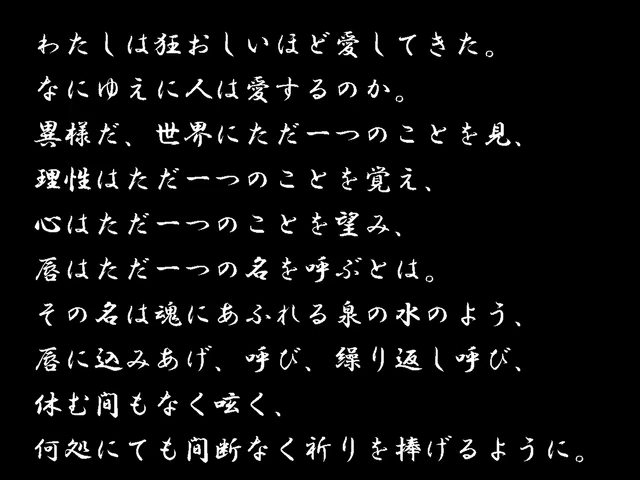 わたしは狂おしいほど愛してきた。
なにゆえに人は愛するのか。
異様だ、世界にただ一つのことを見、
理性はただ一つのことを覚え、
心はただ一つのことを望み、
唇はただ一つの名を呼ぶとは。
その名は魂にあふれる泉の水のよう、
唇に込みあげ、呼び、繰り返し呼び、
休む間もなく呟く、
何処にても間断なく祈りを捧げるように。